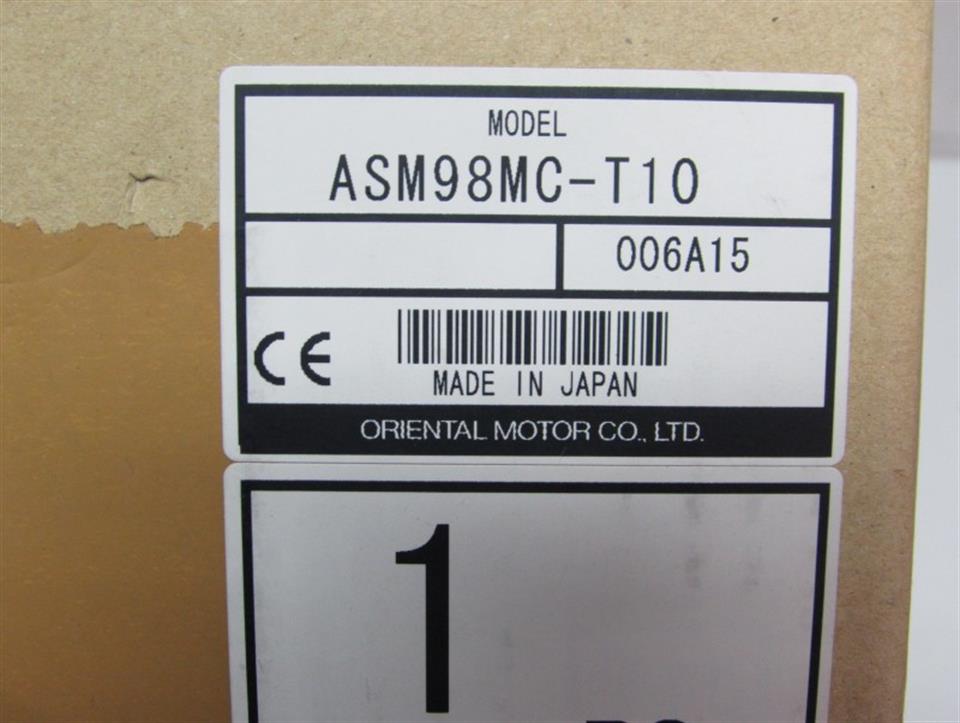 MODEL
ASM98MC-T10
006A15
CE
MADE IN JAPAN
ORIENTAL MOTOR CO., LTD.
1